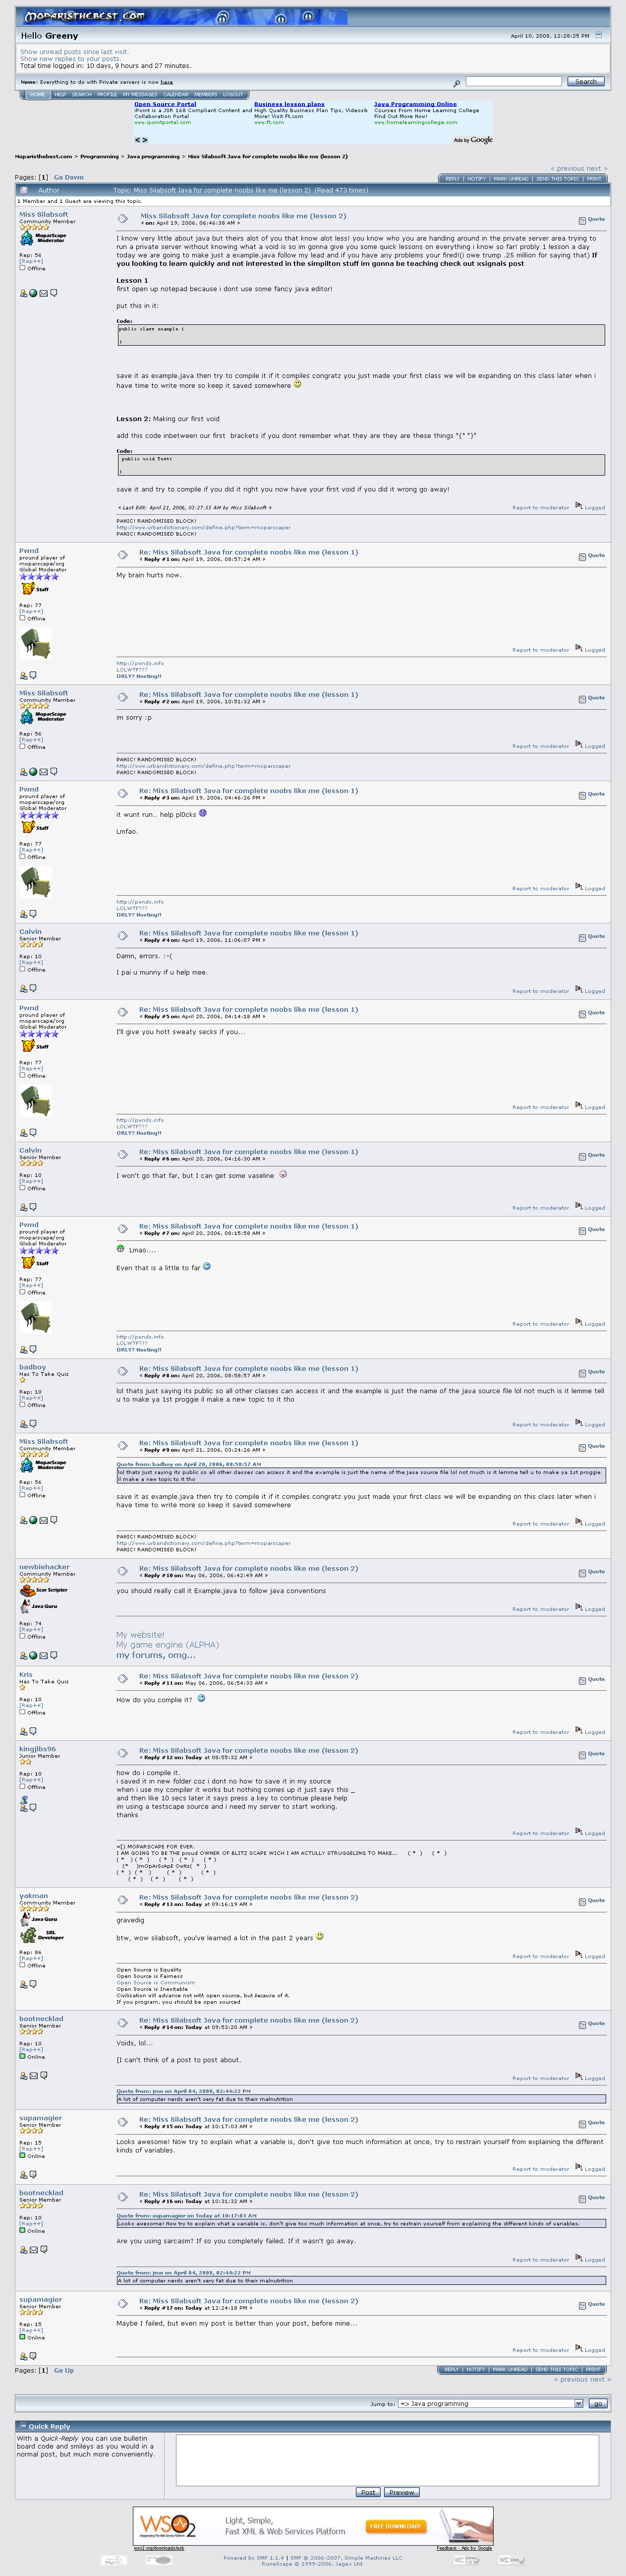 MOPARISTHEBEST.COM
Hello Greeny
April 10, 2008, 12:28:25 PM
Show unread posts since last visit.
Show new replies to your posts.
Total time logged in: 10 days, 9 hours and 27 minutes.
News: Everything to do with Private servers is now here
Search
HOME HELP SEARCH PROFILE MY MESSAGES CALENDAR MEMBERS LOGOUT
Open Source Portal
iPoint is a JSR 168 Compliant Content and Collaboration Portal
www.ipointportal.com
Business lesson plans
High Quality Business Plan Tips, Videos & More! Visit Ft.com
www.ft.com
Java Programming Online
Courses From Home Learning College Find Out More Now!
www.homelearningcollege.com
Ads by Google
Moparisthebest.com > Programming > Java programming > Miss Silabsoft Java for complete noobs like me (lesson 2)
« previous next »
Pages: [1] Go Down
REPLY | NOTIFY | MARK UNREAD | SEND THIS TOPIC | PRINT
Author Topic: Miss Silabsoft Java for complete noobs like me (lesson 2) (Read 473 times)
1 Member and 1 Guest are viewing this topic.
Miss Silabsoft
Community Member
MoparScape Moderator
Rep: 56
[Rep++]
Offline
Miss Silabsoft Java for complete noobs like me (lesson 2)
« on: April 19, 2006, 06:46:38 AM »
Quote
I know very little about java but theirs alot of you that know alot less! you know who you are handing around in the private server area trying to run a private server without knowing what a void is so im gonna give you some quick lessons on everything i know so far! probly 1 lesson a day today we are going to make just a example.java follow my lead and if you have any problems your fired!(i owe trump .25 million for saying that) If you looking to learn quickly and not interested in the simpilton stuff im gonna be teaching check out xsignals post
Lesson 1
first open up notepad because i dont use some fancy java editor!
put this in it:
Code:
public class example {
}
save it as example.java then try to compile it if it compiles congratz you just made your first class we will be expanding on this class later when i have time to write more so keep it saved somewhere
Lesson 2: Making our first void
add this code inbetween our first brackets if you dont remember what they are they are these things "{" "}"
Code:
public void Test{
}
save it and try to compile if you did it right you now have your first void if you did it wrong go away!
« Last Edit: April 21, 2006, 03:27:55 AM by Miss Silabsoft »
Report to moderator Logged
PANIC! RANDOMISED BLOCK!
http://www.urbandictionary.com/define.php?term=moparscaper
PANIC! RANDOMISED BLOCK!
Pwnd
pround player of moparscape/org
Global Moderator
Staff
Rep: 77
[Rep++]
Offline
Re: Miss Silabsoft Java for complete noobs like me (lesson 1)
« Reply #1 on: April 19, 2006, 08:57:24 AM »
Quote
My brain hurts now.
Report to moderator Logged
http://pwnds.info
LOLWTF???
ORLY? Hosting!!
Miss Silabsoft
Community Member
MoparScape Moderator
Rep: 56
[Rep++]
Offline
Re: Miss Silabsoft Java for complete noobs like me (lesson 1)
« Reply #2 on: April 19, 2006, 10:51:32 AM »
Quote
im sorry :p
Report to moderator Logged
PANIC! RANDOMISED BLOCK!
http://www.urbandictionary.com/define.php?term=moparscaper
PANIC! RANDOMISED BLOCK!
Pwnd
pround player of moparscape/org
Global Moderator
Staff
Rep: 77
[Rep++]
Offline
Re: Miss Silabsoft Java for complete noobs like me (lesson 1)
« Reply #3 on: April 19, 2006, 04:46:26 PM »
Quote
it wunt run.. help pl0cks
Lmfao.
Report to moderator Logged
http://pwnds.info
LOLWTF???
ORLY? Hosting!!
Calvin
Senior Member
Rep: 10
[Rep++]
Offline
Re: Miss Silabsoft Java for complete noobs like me (lesson 1)
« Reply #4 on: April 19, 2006, 11:06:07 PM »
Quote
Damn, errors. :-(
I pai u munny if u help mee.
Report to moderator Logged
Pwnd
pround player of moparscape/org
Global Moderator
Staff
Rep: 77
[Rep++]
Offline
Re: Miss Silabsoft Java for complete noobs like me (lesson 1)
« Reply #5 on: April 20, 2006, 04:14:18 AM »
Quote
I'll give you hott sweaty secks if you...
Report to moderator Logged
http://pwnds.info
LOLWTF???
ORLY? Hosting!!
Calvin
Senior Member
Rep: 10
[Rep++]
Offline
Re: Miss Silabsoft Java for complete noobs like me (lesson 1)
« Reply #6 on: April 20, 2006, 04:16:30 AM »
Quote
I won't go that far, but I can get some vaseline
Report to moderator Logged
Pwnd
pround player of moparscape/org
Global Moderator
Staff
Rep: 77
[Rep++]
Offline
Re: Miss Silabsoft Java for complete noobs like me (lesson 1)
« Reply #7 on: April 20, 2006, 08:15:58 AM »
Quote
Lmao....
Even that is a little to far
Report to moderator Logged
http://pwnds.info
LOLWTF???
ORLY? Hosting!!
badboy
Has To Take Quiz
Rep: 10
[Rep++]
Offline
Re: Miss Silabsoft Java for complete noobs like me (lesson 1)
« Reply #8 on: April 20, 2006, 08:58:57 AM »
Quote
lol thats just saying its public so all other classes can access it and the example is just the name of the java source file lol not much is it lemme tell u to make ya 1st proggie il make a new topic to it tho
Report to moderator Logged
Miss Silabsoft
Community Member
MoparScape Moderator
Rep: 56
[Rep++]
Offline
Re: Miss Silabsoft Java for complete noobs like me (lesson 1)
« Reply #9 on: April 21, 2006, 03:24:26 AM »
Quote
Quote from: badboy on April 20, 2006, 08:58:57 AM
lol thats just saying its public so all other classes can access it and the example is just the name of the java source file lol not much is it lemme tell u to make ya 1st proggie il make a new topic to it tho
save it as example.java then try to compile it if it compiles congratz you just made your first class we will be expanding on this class later when i have time to write more so keep it saved somewhere
Report to moderator Logged
PANIC! RANDOMISED BLOCK!
http://www.urbandictionary.com/define.php?term=moparscaper
PANIC! RANDOMISED BLOCK!
newbiehacker
Community Member
Scar Scripter
Java Guru
Rep: 74
[Rep++]
Offline
Re: Miss Silabsoft Java for complete noobs like me (lesson 2)
« Reply #10 on: May 06, 2006, 06:42:49 AM »
Quote
you should really call it Example.java to follow java conventions
Report to moderator Logged
My website!
My game engine (ALPHA)
my forums, omg...
Kris
Has To Take Quiz
Rep: 10
[Rep++]
Offline
Re: Miss Silabsoft Java for complete noobs like me (lesson 2)
« Reply #11 on: May 06, 2006, 06:54:33 AM »
Quote
How do you complie it?
Report to moderator Logged
kingjibs96
Junior Member
Rep: 10
[Rep++]
Offline
Re: Miss Silabsoft Java for complete noobs like me (lesson 2)
« Reply #12 on: Today at 08:55:32 AM »
Quote
how do i compile it.
i saved it in new folder coz i dont no how to save it in my source
when i use my compiler it works but nothing comes up it just says this _
and then like 10 secs later it says press a key to continue please help
im using a testscape source and i need my server to start working.
thanks
Report to moderator Logged
=[) MOPARSCAPE FOR EVER.
I AM GOING TO BE THE proud OWNER OF BLITZ SCAPE WICH I AM ACTULLY STRUGGELING TO MAKE... ( * ) ( * )
( * ) ( * ) ( * ) ( * ) ( * )
(* )mOpArScApE OwNz( * )
( * ) ( * ) ( * ) ( * )
( * ) ( * ) ( * )
yakman
Community Member
Java Guru
SRL Developer
Rep: 86
[Rep++]
Offline
Re: Miss Silabsoft Java for complete noobs like me (lesson 2)
« Reply #13 on: Today at 09:16:19 AM »
Quote
gravedig
btw, wow silabsoft, you've learned a lot in the past 2 years
Report to moderator Logged
Open Source is Equality
Open Source is Fairness
Open Source is Communism
Open Source is Inevitable
Civilisation will advance not with open source, but because of it.
If you program, you should be open sourced
bootnecklad
Senior Member
Rep: 10
[Rep++]
Online
Re: Miss Silabsoft Java for complete noobs like me (lesson 2)
« Reply #14 on: Today at 09:53:20 AM »
Quote
Voids, lol...
[I can't think of a post to post about.
Report to moderator Logged
Quote from: jme on April 04, 2008, 02:44:22 PM
A lot of computer nerds aren't very fat due to their malnutrition
supamagier
Senior Member
Rep: 15
[Rep++]
Online
Re: Miss Silabsoft Java for complete noobs like me (lesson 2)
« Reply #15 on: Today at 10:17:03 AM »
Quote
Looks awesome! Now try to explain what a variable is, don't give too much information at once, try to restrain yourself from explaining the different kinds of variables.
Report to moderator Logged
bootnecklad
Senior Member
Rep: 10
[Rep++]
Online
Re: Miss Silabsoft Java for complete noobs like me (lesson 2)
« Reply #16 on: Today at 10:31:32 AM »
Quote
Quote from: supamagier on Today at 10:17:03 AM
Looks awesome! Now try to explain what a variable is, don't give too much information at once, try to restrain yourself from explaining the different kinds of variables.
Are you using sarcasm? If so you completely failed. If it wasn't go away.
Report to moderator Logged
Quote from: jme on April 04, 2008, 02:44:22 PM
A lot of computer nerds aren't very fat due to their malnutrition
supamagier
Senior Member
Rep: 15
[Rep++]
Online
Re: Miss Silabsoft Java for complete noobs like me (lesson 2)
« Reply #17 on: Today at 12:24:18 PM »
Quote
Maybe I failed, but even my post is better than your post, before mine...
Report to moderator Logged
Pages: [1] Go Up
REPLY | NOTIFY | MARK UNREAD | SEND THIS TOPIC | PRINT
« previous next »
Jump to: => Java programming go
Quick Reply
With a Quick-Reply you can use bulletin board code and smileys as you would in a normal post, but much more conveniently.
Post Preview
WSO2
Light, Simple,
Fast XML & Web Services Platform
FREE DOWNLOAD!
wso2.org/downloads/esb
Feedback - Ads by Google
Powered by SMF 1.1.4 | SMF © 2006-2007, Simple Machines LLC
RuneScape © 1999-2006, Jagex Ltd.